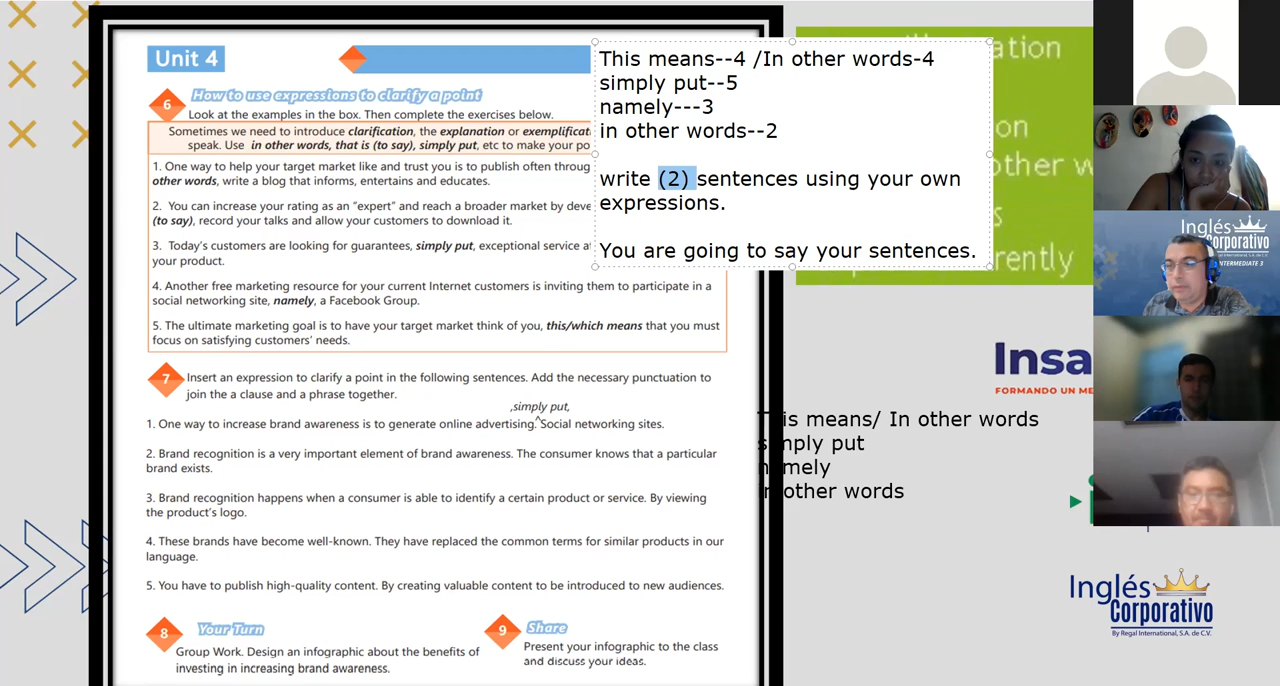 Unit 4
6 How to use expressions to clarify a point
Look at the examples in the box. Then complete the exercises below.
Sometimes we need to introduce clarification, the explanation or
speak. Use in other words, that is (to say), simply put, etc to make your
1. One way to help your target market like and trust you is to publish often
other words, write a blog that informs, entertains and educates.
2. You can increase your rating as an “expert” and reach a broader market by
(to say), record your talks and allow your customers to download it.
3. Today’s customers are looking for guarantees, simply put, exceptional service
your product.
4. Another free marketing resource for your current Internet customers is inviting them to participate in a
social networking site, namely, a Facebook Group.
5. The ultimate marketing goal is to have your target market think of you, this/which means that you must
focus on satisfying customers’ needs.
7 Insert an expression to clarify a point in the following sentences. Add the necessary punctuation to
join the a clause and a phrase together.
,simply put,
1. One way to increase brand awareness is to generate online advertising.^Social networking sites.
2. Brand recognition is a very important element of brand awareness. The consumer knows that a particular
brand exists.
3. Brand recognition happens when a consumer is able to identify a certain product or service. By viewing
the product’s logo.
4. These brands have become well-known. They have replaced the common terms for similar products in our
language.
5. You have to publish high-quality content. By creating valuable content to be introduced to new audiences.
8 Your Turn
Group Work. Design an infographic about the benefits of
investing in increasing brand awareness.
9 Share
Present your infographic to the class
and discuss your ideas.
This means--4 /In other words-4
simply put--5
namely---3
in other words--2
write (2) sentences using your own
expressions.
You are going to say your sentences.
This means/ In other words
simply put
namely
in other words
Insa
FORMANDO UN ME
Inglés
Corporativo
By Regal International, S.A. de C.V.
Inglés
Corporativo
INTERMEDIATE 3